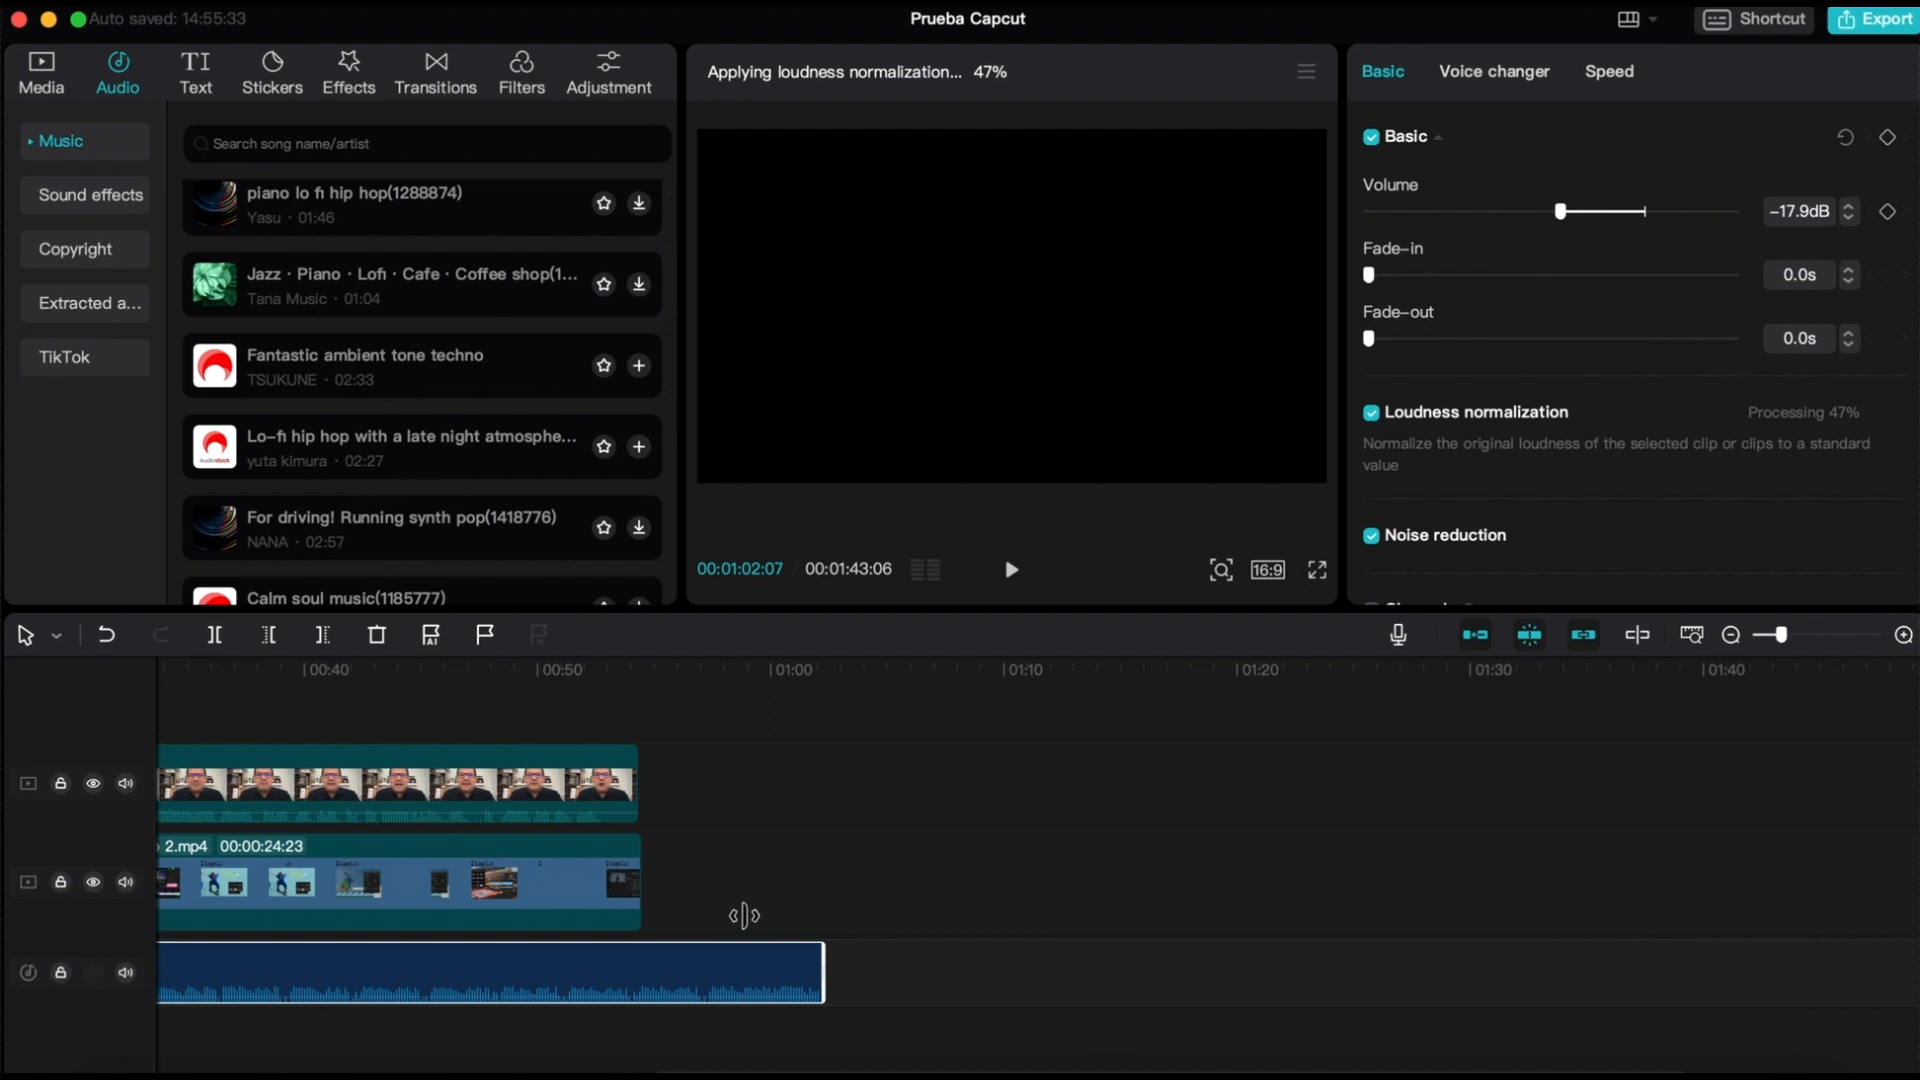 Auto saved: 14:55:33
Prueba Capcut
Shortcut
Export
Media
Audio
TI
Text
Stickers
Effects
Transitions
Filters
Adjustment
Music
Sound effects
Copyright
Extracted a...
TikTok
Search song name/artist
piano lo fi hip hop(1288874)
Yasu · 01:46
Jazz · Piano · Lofi · Cafe · Coffee shop(1...
Tana Music · 01:04
Fantastic ambient tone techno
TSUKUNE · 02:33
Lo-fi hip hop with a late night atmosphe...
yuta kimura · 02:27
For driving! Running synth pop(1418776)
NANA · 02:57
Calm soul music(1185777)
Applying loudness normalization... 47%
00:01:02:07 / 00:01:43:06
16:9
Basic
Voice changer
Speed
Basic
Volume
-17.9dB
Fade-in
0.0s
Fade-out
0.0s
Loudness normalization
Processing 47%
Normalize the original loudness of the selected clip or clips to a standard
value
Noise reduction
AI
00:40
00:50
01:00
01:10
01:20
01:30
01:40
2.mp4 00:00:24:23